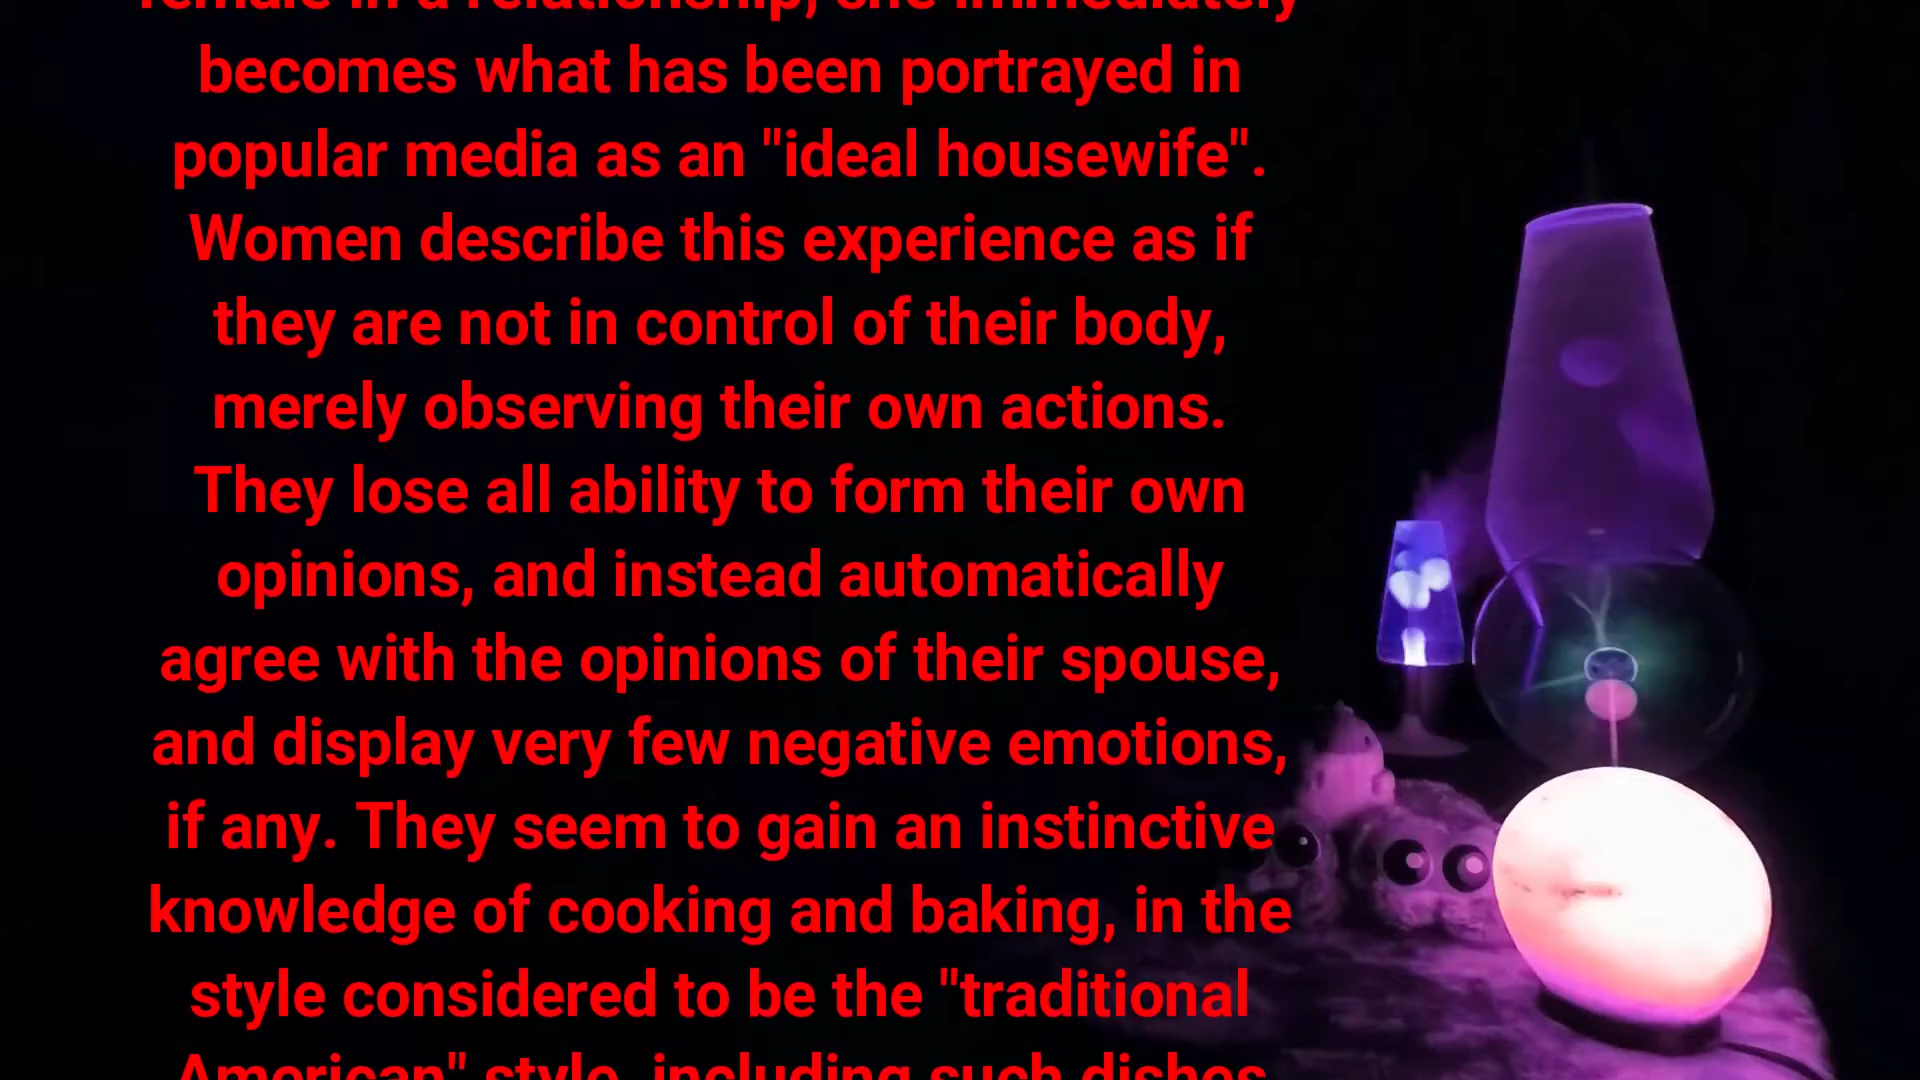 female in a relationship, she immediately
becomes what has been portrayed in
popular media as an "ideal housewife".
Women describe this experience as if
they are not in control of their body,
merely observing their own actions.
They lose all ability to form their own
opinions, and instead automatically
agree with the opinions of their spouse,
and display very few negative emotions,
if any. They seem to gain an instinctive
knowledge of cooking and baking, in the
style considered to be the "traditional
American" style, including such dishes